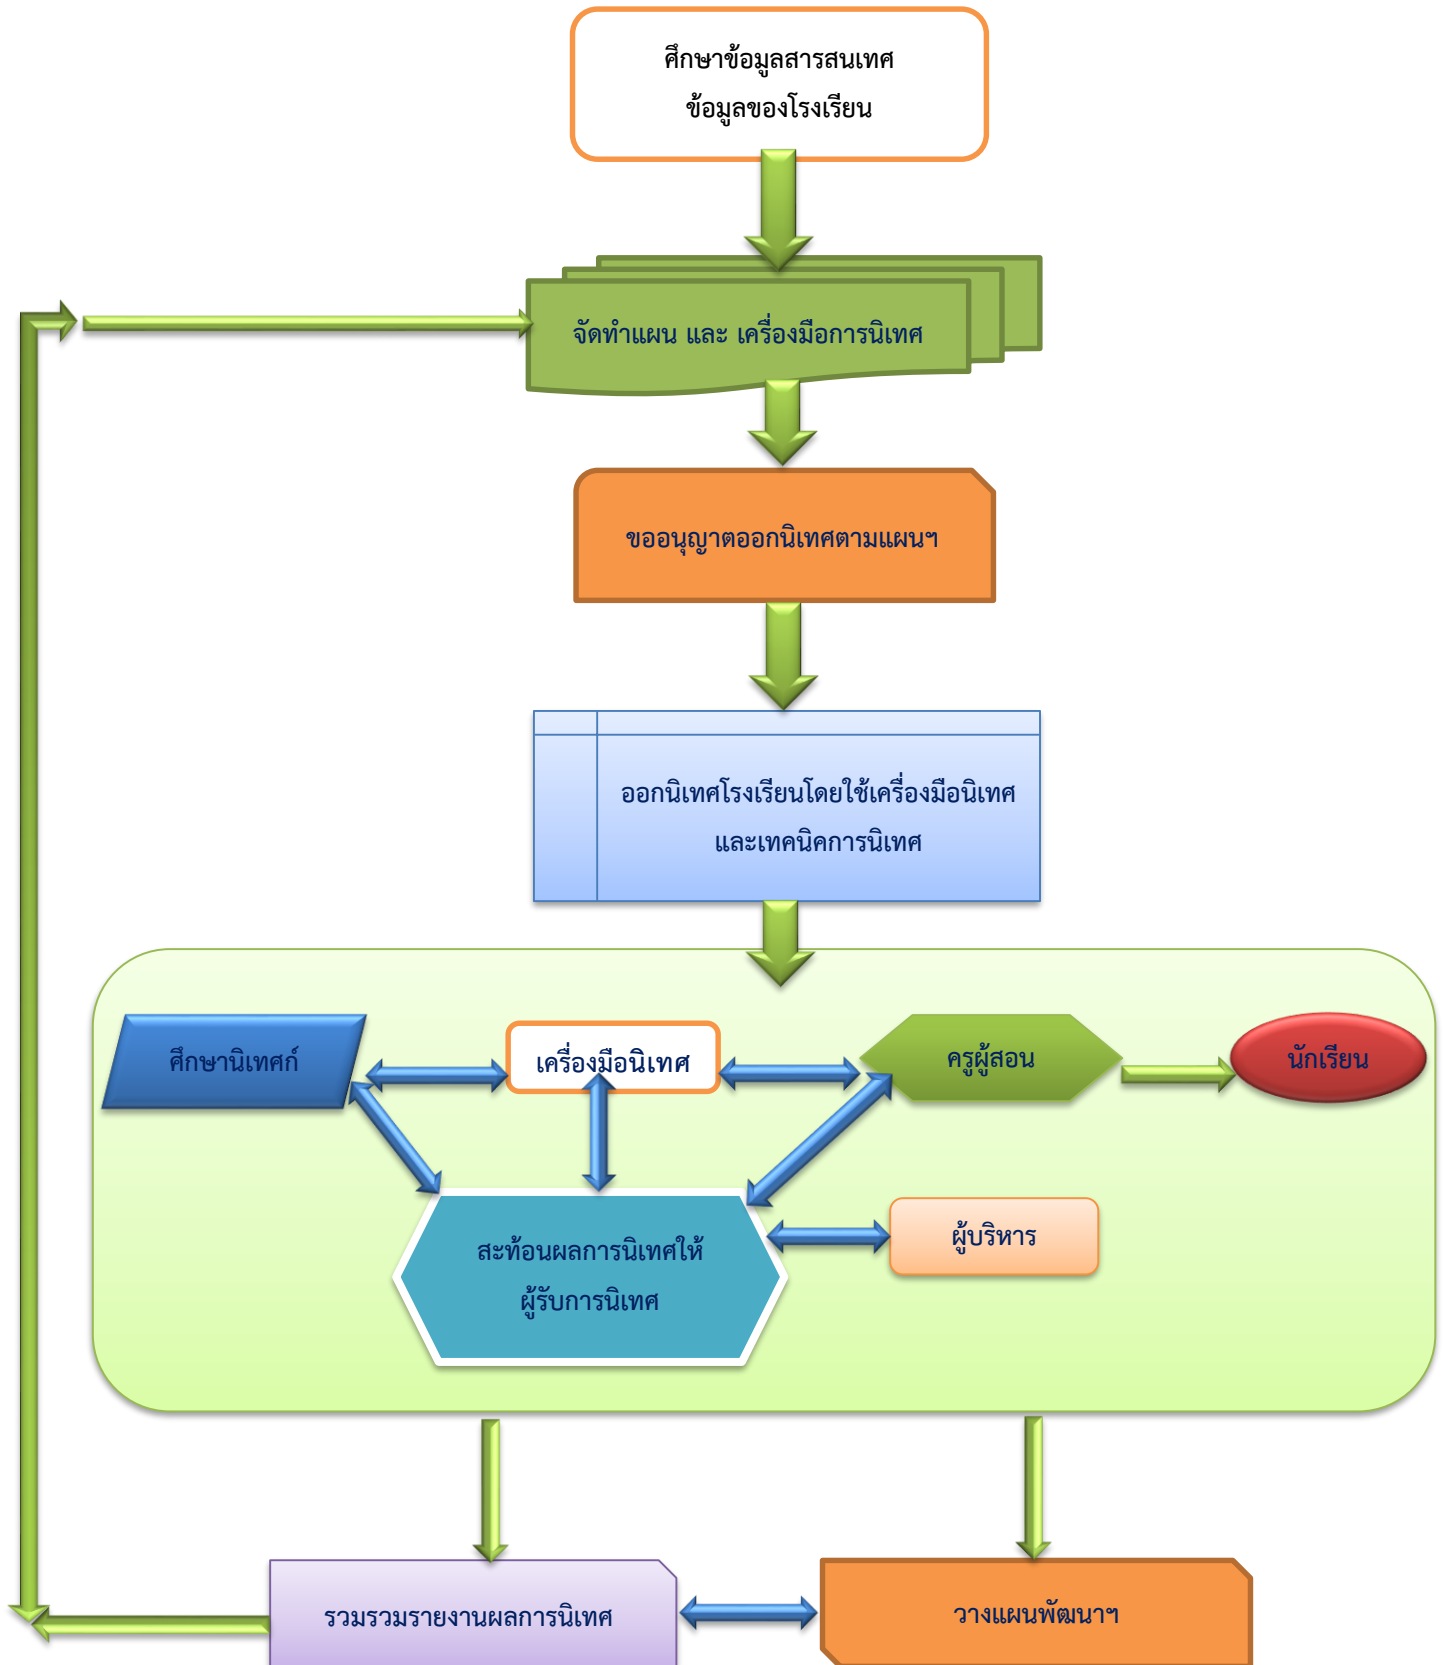 ศึกษาข้อมูลสารสนเทศ
ข้อมูลของโรงเรียน
จัดทำแผน และ เครื่องมือการนิเทศ
ขออนุญาตออกนิเทศตามแผนฯ
ออกนิเทศโรงเรียนโดยใช้เครื่องมือนิเทศ
และเทคนิคการนิเทศ
ศึกษานิเทศก์
เครื่องมือนิเทศ
ครูผู้สอน
นักเรียน
สะท้อนผลการนิเทศให้
ผู้รับการนิเทศ
ผู้บริหาร
รวมรวมรายงานผลการนิเทศ
วางแผนพัฒนาฯ